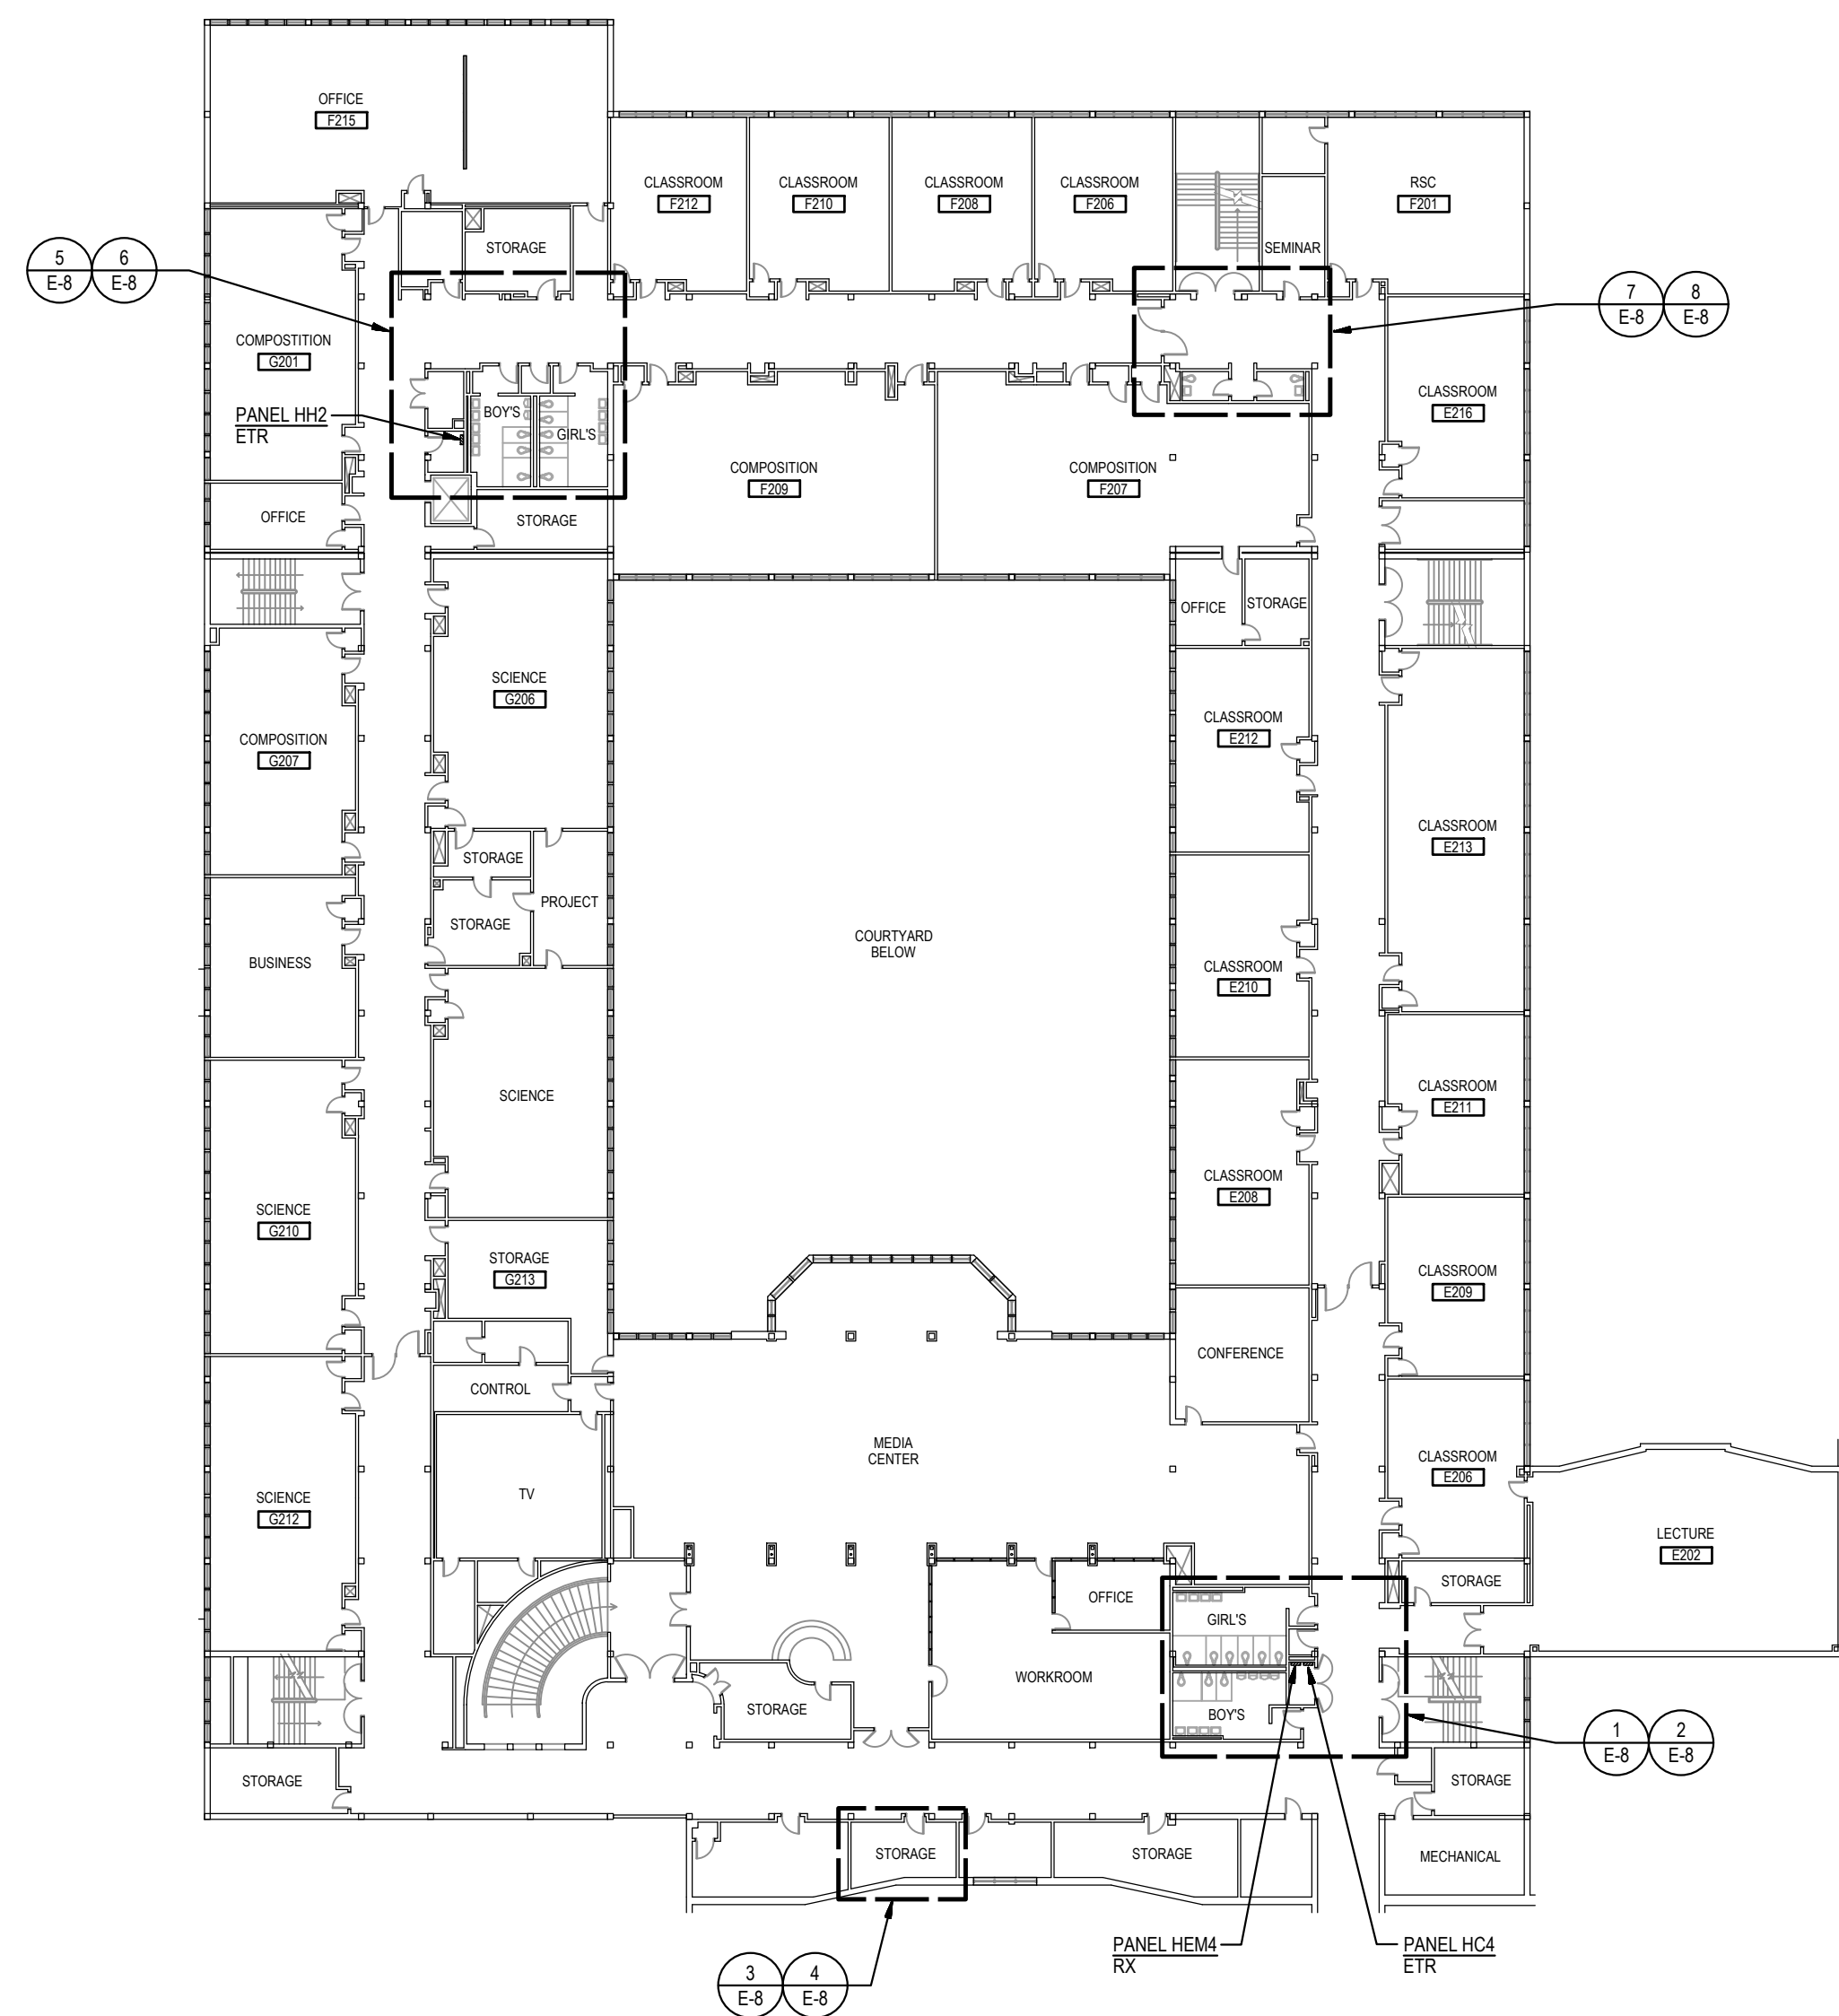 OFFICE
F215
CLASSROOM
F212
CLASSROOM
F210
CLASSROOM
F208
CLASSROOM
F206
RSC
F201
STORAGE
SEMINAR
5
E-8
6
E-8
7
E-8
8
E-8
COMPOSTITION
G201
CLASSROOM
E216
PANEL HH2
ETR
BOY'S
GIRL'S
COMPOSITION
F209
COMPOSITION
F207
OFFICE
STORAGE
OFFICE
STORAGE
SCIENCE
G206
CLASSROOM
E212
COMPOSITION
G207
CLASSROOM
E213
STORAGE
PROJECT
STORAGE
BUSINESS
COURTYARD
BELOW
CLASSROOM
E210
SCIENCE
CLASSROOM
E211
CLASSROOM
E208
SCIENCE
G210
STORAGE
G213
CLASSROOM
E209
CONFERENCE
CONTROL
MEDIA
CENTER
CLASSROOM
E206
SCIENCE
G212
TV
LECTURE
E202
STORAGE
OFFICE
GIRL'S
WORKROOM
STORAGE
BOY'S
1
E-8
2
E-8
STORAGE
STORAGE
STORAGE
STORAGE
MECHANICAL
PANEL HEM4
RX
PANEL HC4
ETR
3
E-8
4
E-8